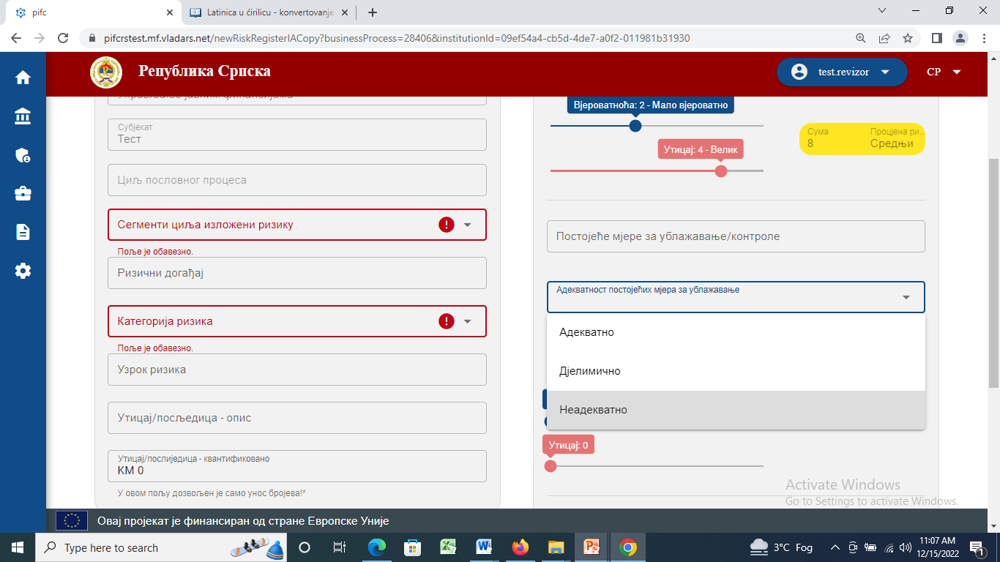 pifc
Latinica u ćirilicu - konvertovanje
pifcrstest.mf.vladars.net/newRiskRegisterIACopy?businessProcess=28406&institutionId=09ef54a4-cb5d-4de7-a0f2-011981b31930
Република Српска
test.revizor
СР
Управљање јавним финансијама
Субјекат
Тест
Циљ пословног процеса
Сегменти циља изложени ризику
Поље је обавезно.
Ризични догађај
Категорија ризика
Поље је обавезно.
Узрок ризика
Утицај/посљедица - опис
Утицај/послиједица - квантификовано
КМ 0
У овом пољу дозвољен је само унос бројева!*
Вјероватноћа: 2 - Мало вјероватно
Утицај: 4 - Велик
Сума
8
Процјена ри...
Средњи
Постојеће мјере за ублажавање/контроле
Адекватност постојећих мјера за ублажавање
Адекватно
Дјелимично
Неадекватно
Утицај: 0
Activate Windows
Go to Settings to activate Windows.
Овај пројекат је финансиран од стране Европске Уније
Type here to search
3°C Fog
11:07 AM
12/15/2022
1